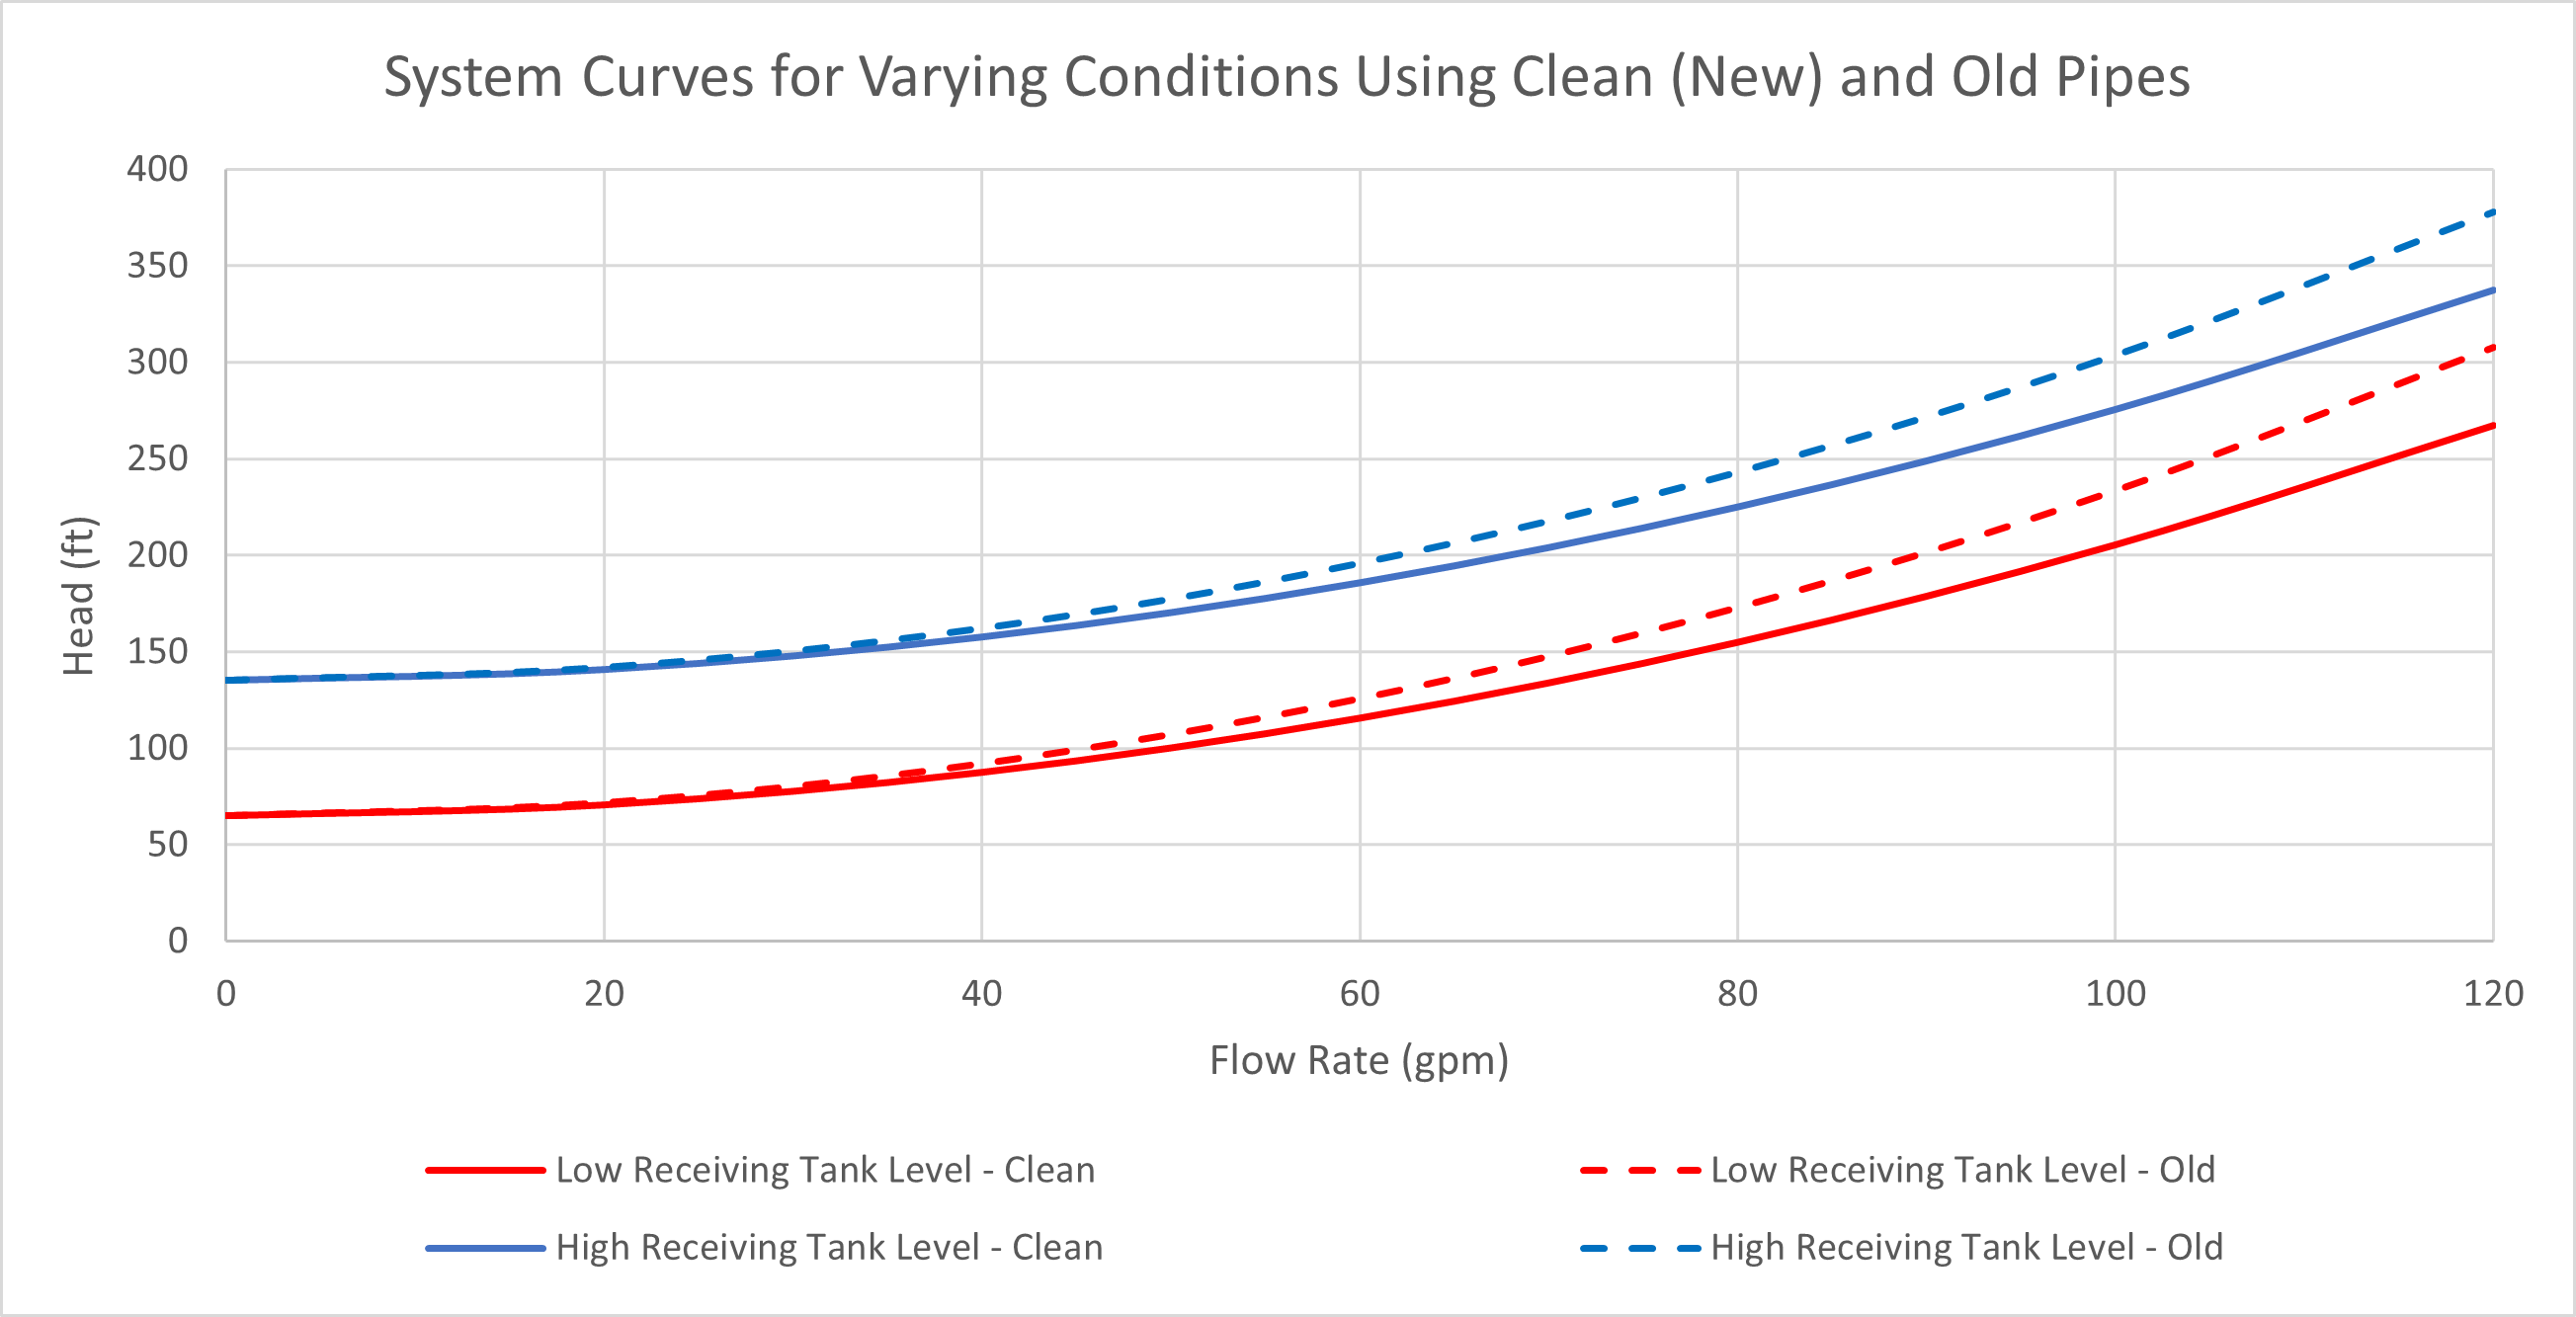 System Curves for Varying Conditions Using Clean (New) and Old Pipes
400
350
300
250
200
150
100
50
0
Head (ft)
0 20 40 60 80 100 120
Flow Rate (gpm)
Low Receiving Tank Level - Clean
Low Receiving Tank Level - Old
High Receiving Tank Level - Clean
High Receiving Tank Level - Old